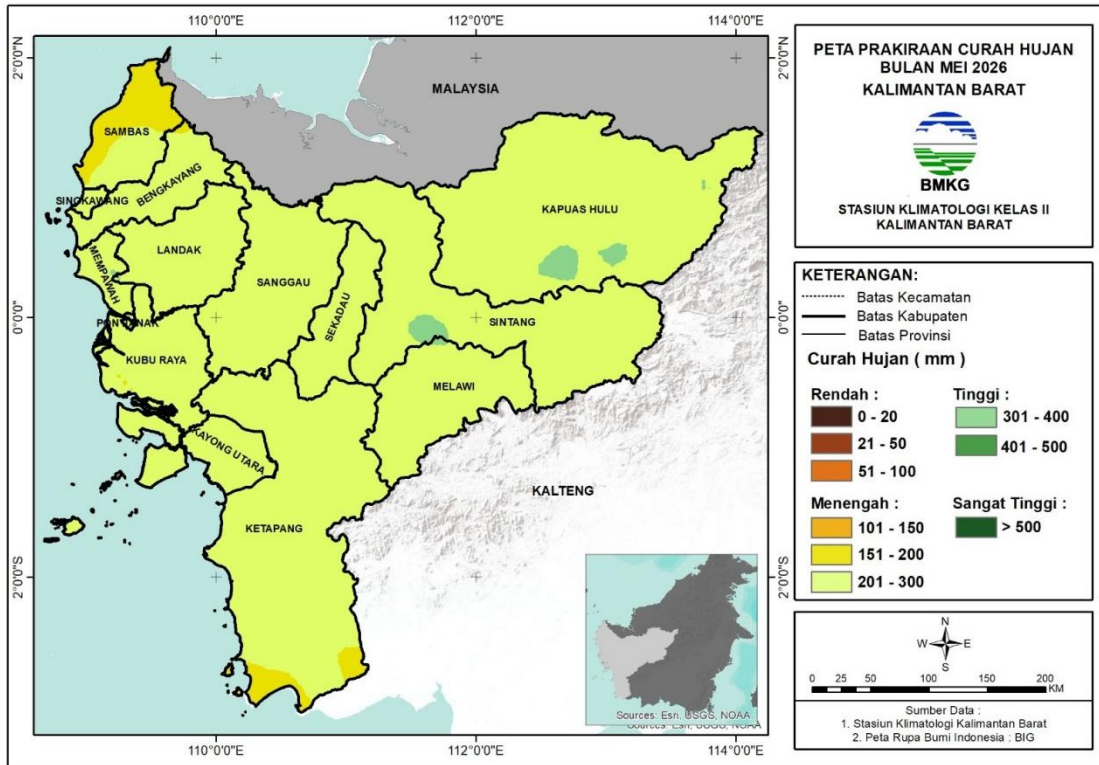 110°0'0"E 112°0'0"E 114°0'0"E
2°0'0"N
0°0'0"
2°0'0"S
2°0'0"N
0°0'0"
2°0'0"S
MALAYSIA
SAMBAS
SINGKAWANG
BENGKAYANG
KAPUAS HULU
LANDAK
MEMPAWAH
SANGGAU
SEKADAU
SINTANG
KUBU RAYA
MELAWI
KAYONG UTARA
KALTENG
KETAPANG
Sources: Esri, USGS, NOAA
Sources: Esri, USGS, NOAA
110°0'0"E 112°0'0"E 114°0'0"E
PETA PRAKIRAAN CURAH HUJAN
BULAN MEI 2026
KALIMANTAN BARAT
BMKG
STASIUN KLIMATOLOGI KELAS II
KALIMANTAN BARAT
KETERANGAN:
Batas Kecamatan
Batas Kabupaten
Batas Provinsi
Curah Hujan ( mm )
Rendah :
0 - 20
21 - 50
51 - 100
Menengah :
101 - 150
151 - 200
201 - 300
Tinggi :
301 - 400
401 - 500
Sangat Tinggi :
> 500
N
W E
S
0 25 50 100 150 200
KM
Sumber Data :
1. Stasiun Klimatologi Kalimantan Barat
2. Peta Rupa Bumi Indonesia : BIG